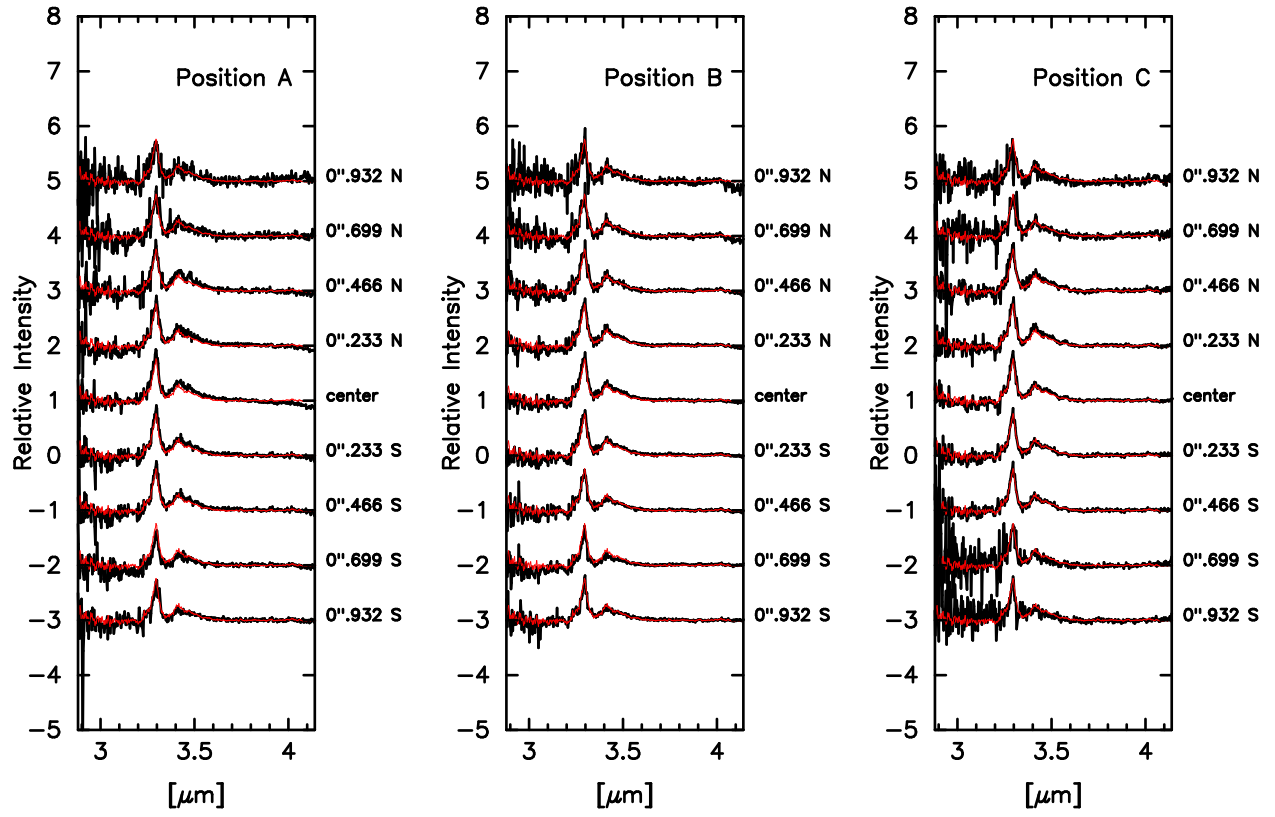 Position A
8
7
6
5
4
3
2
1
0
−1
−2
−3
−4
−5
Relative Intensity
0".932 N
0".699 N
0".466 N
0".233 N
center
0".233 S
0".466 S
0".699 S
0".932 S
3 3.5 4
[μm]
Position B
8
7
6
5
4
3
2
1
0
−1
−2
−3
−4
−5
Relative Intensity
0".932 N
0".699 N
0".466 N
0".233 N
center
0".233 S
0".466 S
0".699 S
0".932 S
3 3.5 4
[μm]
Position C
8
7
6
5
4
3
2
1
0
−1
−2
−3
−4
−5
Relative Intensity
0".932 N
0".699 N
0".466 N
0".233 N
center
0".233 S
0".466 S
0".699 S
0".932 S
3 3.5 4
[μm]